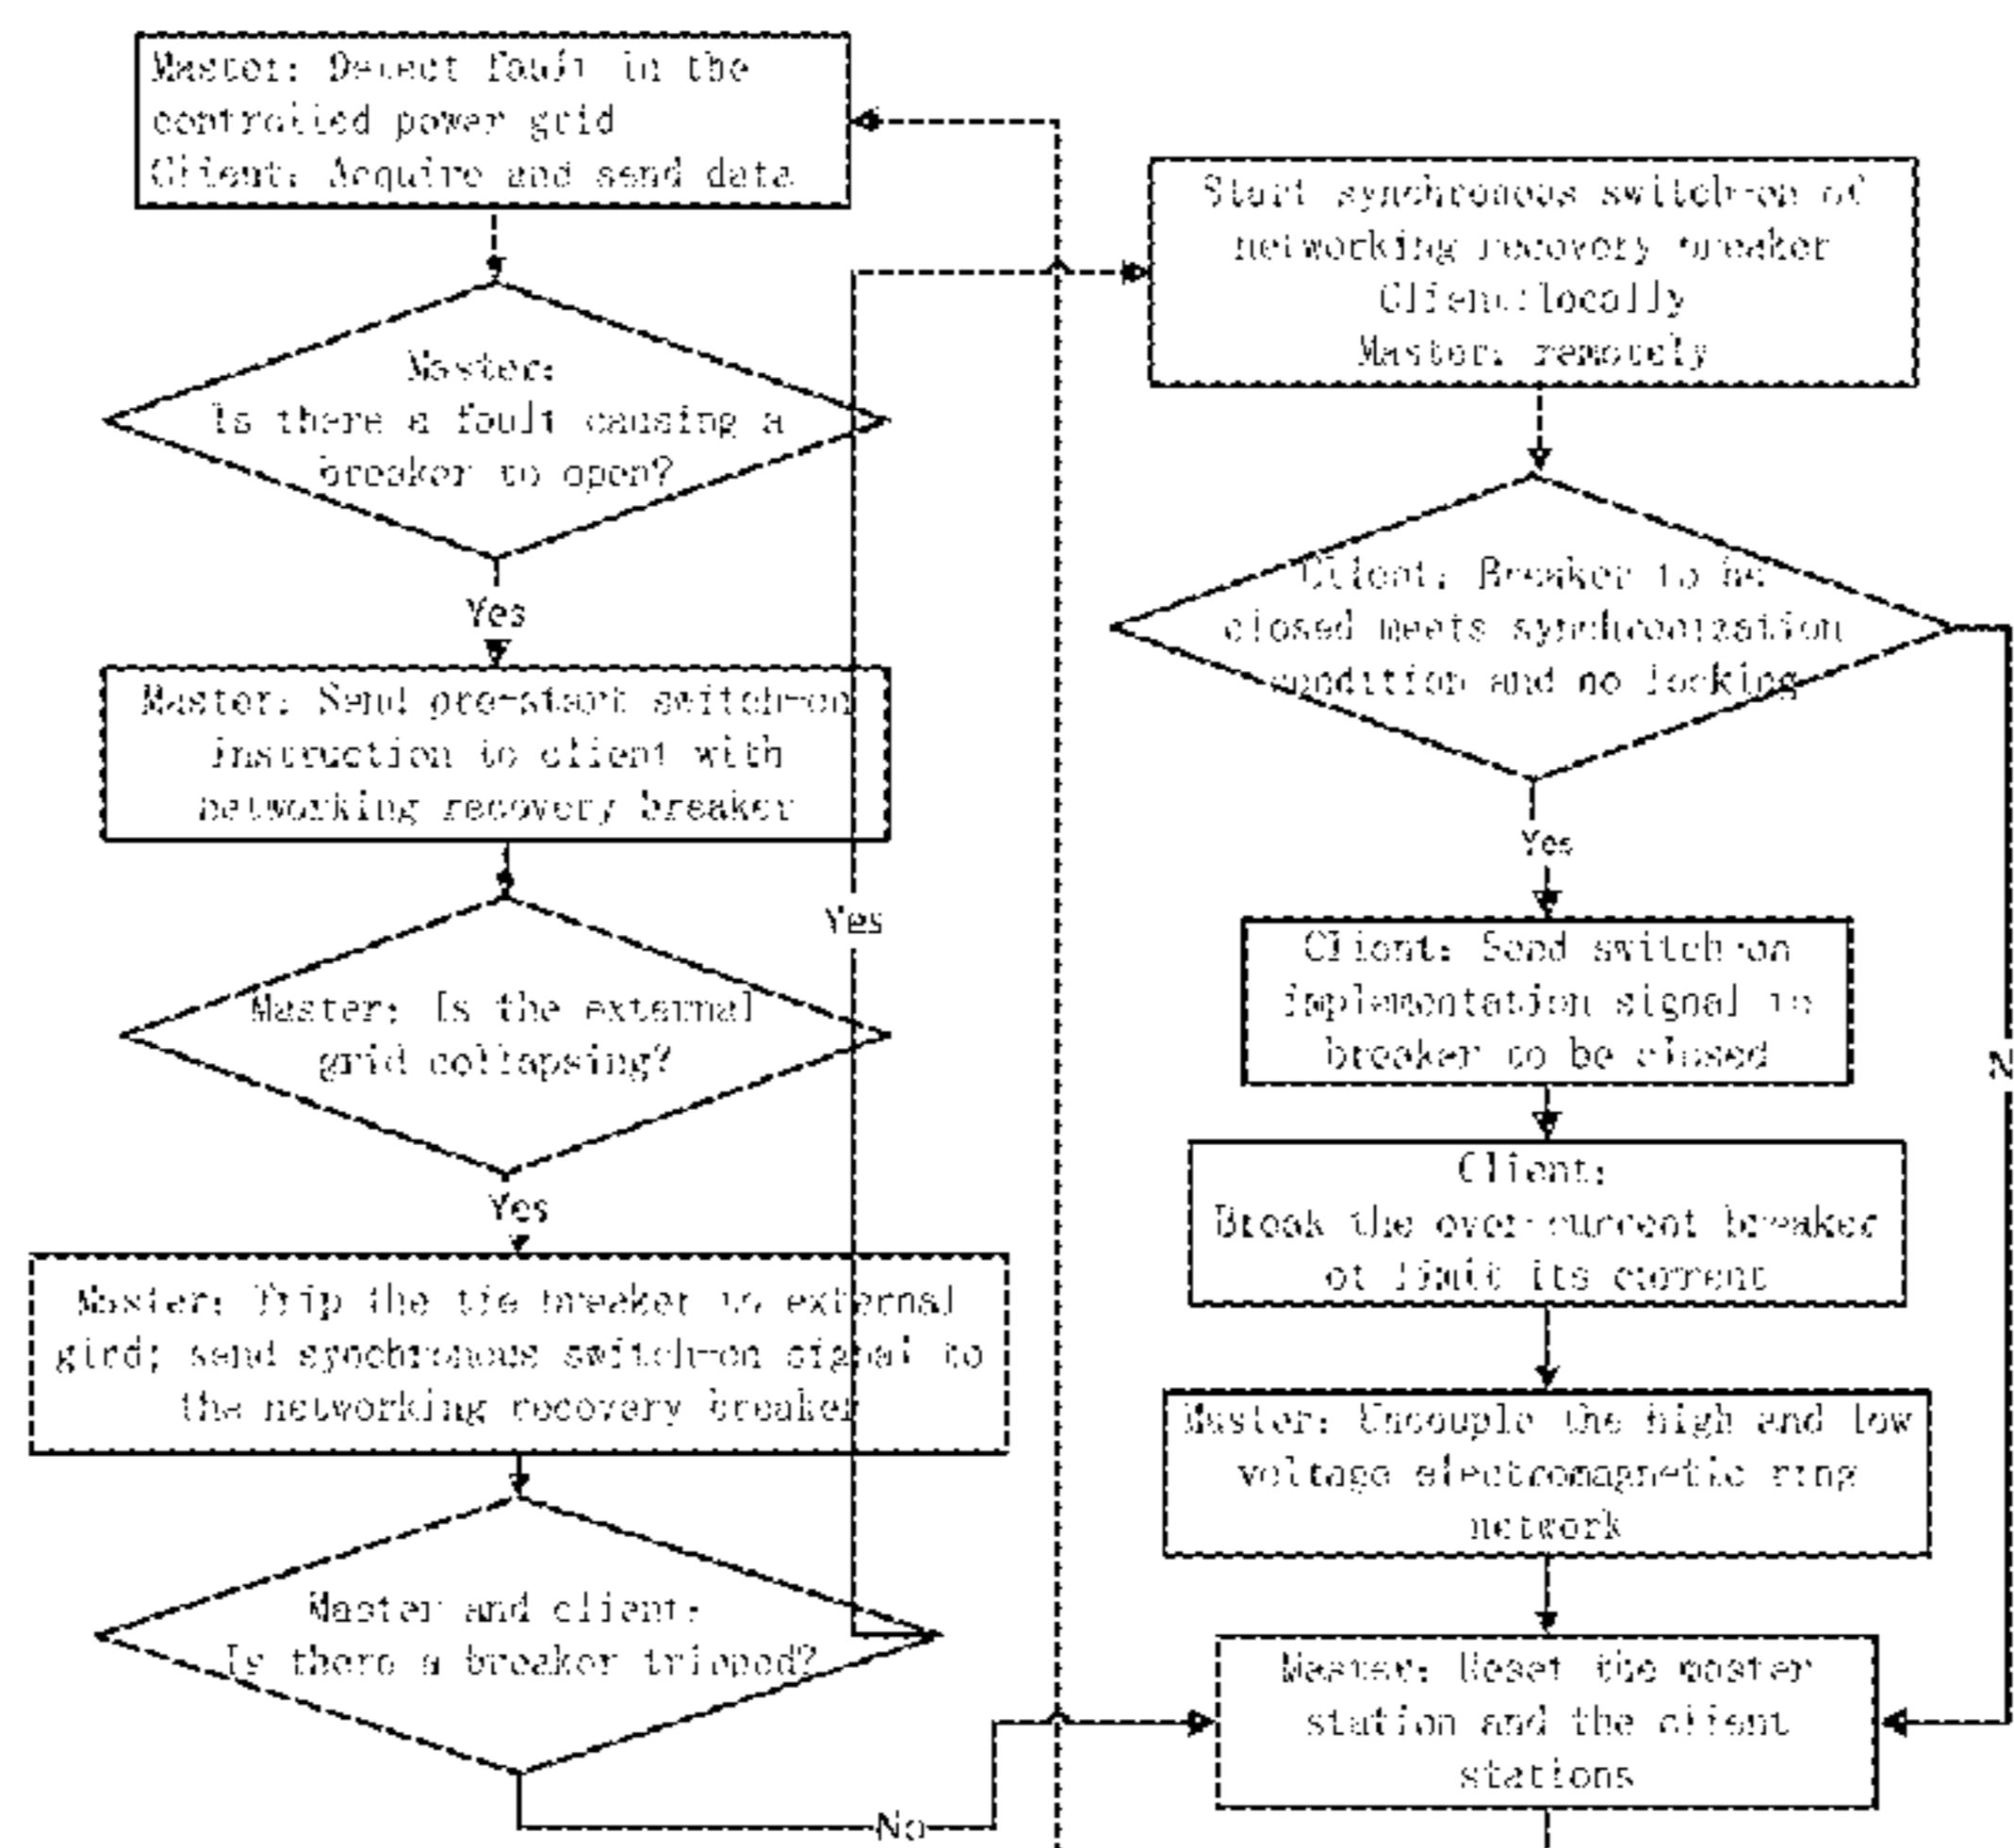 Master: Detect fault in the
controlled power grid
Client: Acquire and send data
Master:
Is there a fault causing a
breaker to open?
Yes
Master: Send pre-start switch-on
instruction to client with
networking recovery breaker
Master: Is the external
grid collapsing?
Yes
Master: Trip the tie breaker to external
gird; send synchronous switch-on signal to
the networking recovery breaker
Master and client:
Is there a breaker tripped?
No
Yes
Start synchronous switch-on of
networking recovery breaker
Client:locally
Master: remotely
Client: Breaker to be
closed meets synchronization
condition and no locking
Yes
Client: Send switch-on
implementation signal to
breaker to be closed
Client:
Break the over-current breaker
or limit its current
Master: Uncouple the high and low
voltage electromagnetic ring
network
Master: Reset the master
station and the client
stations
N